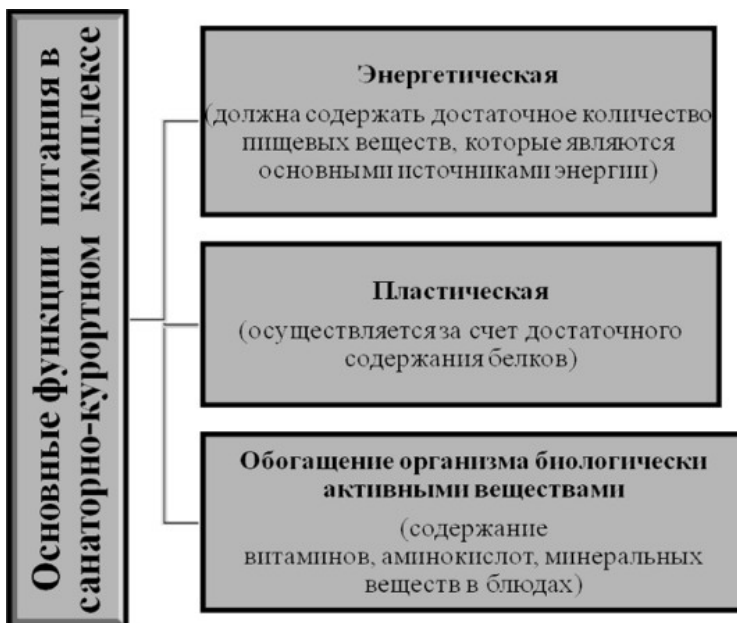 Основные функции питания в
санаторно-курортном комплексе
Энергетическая
(должна содержать достаточное количество
пищевых веществ, которые являются
основными источниками энергии)
Пластическая
(осуществляется за счет достаточного
содержания белков)
Обогащение организма биологически
активными веществами
(содержание
витаминов, аминокислот, минеральных
веществ в блюдах)